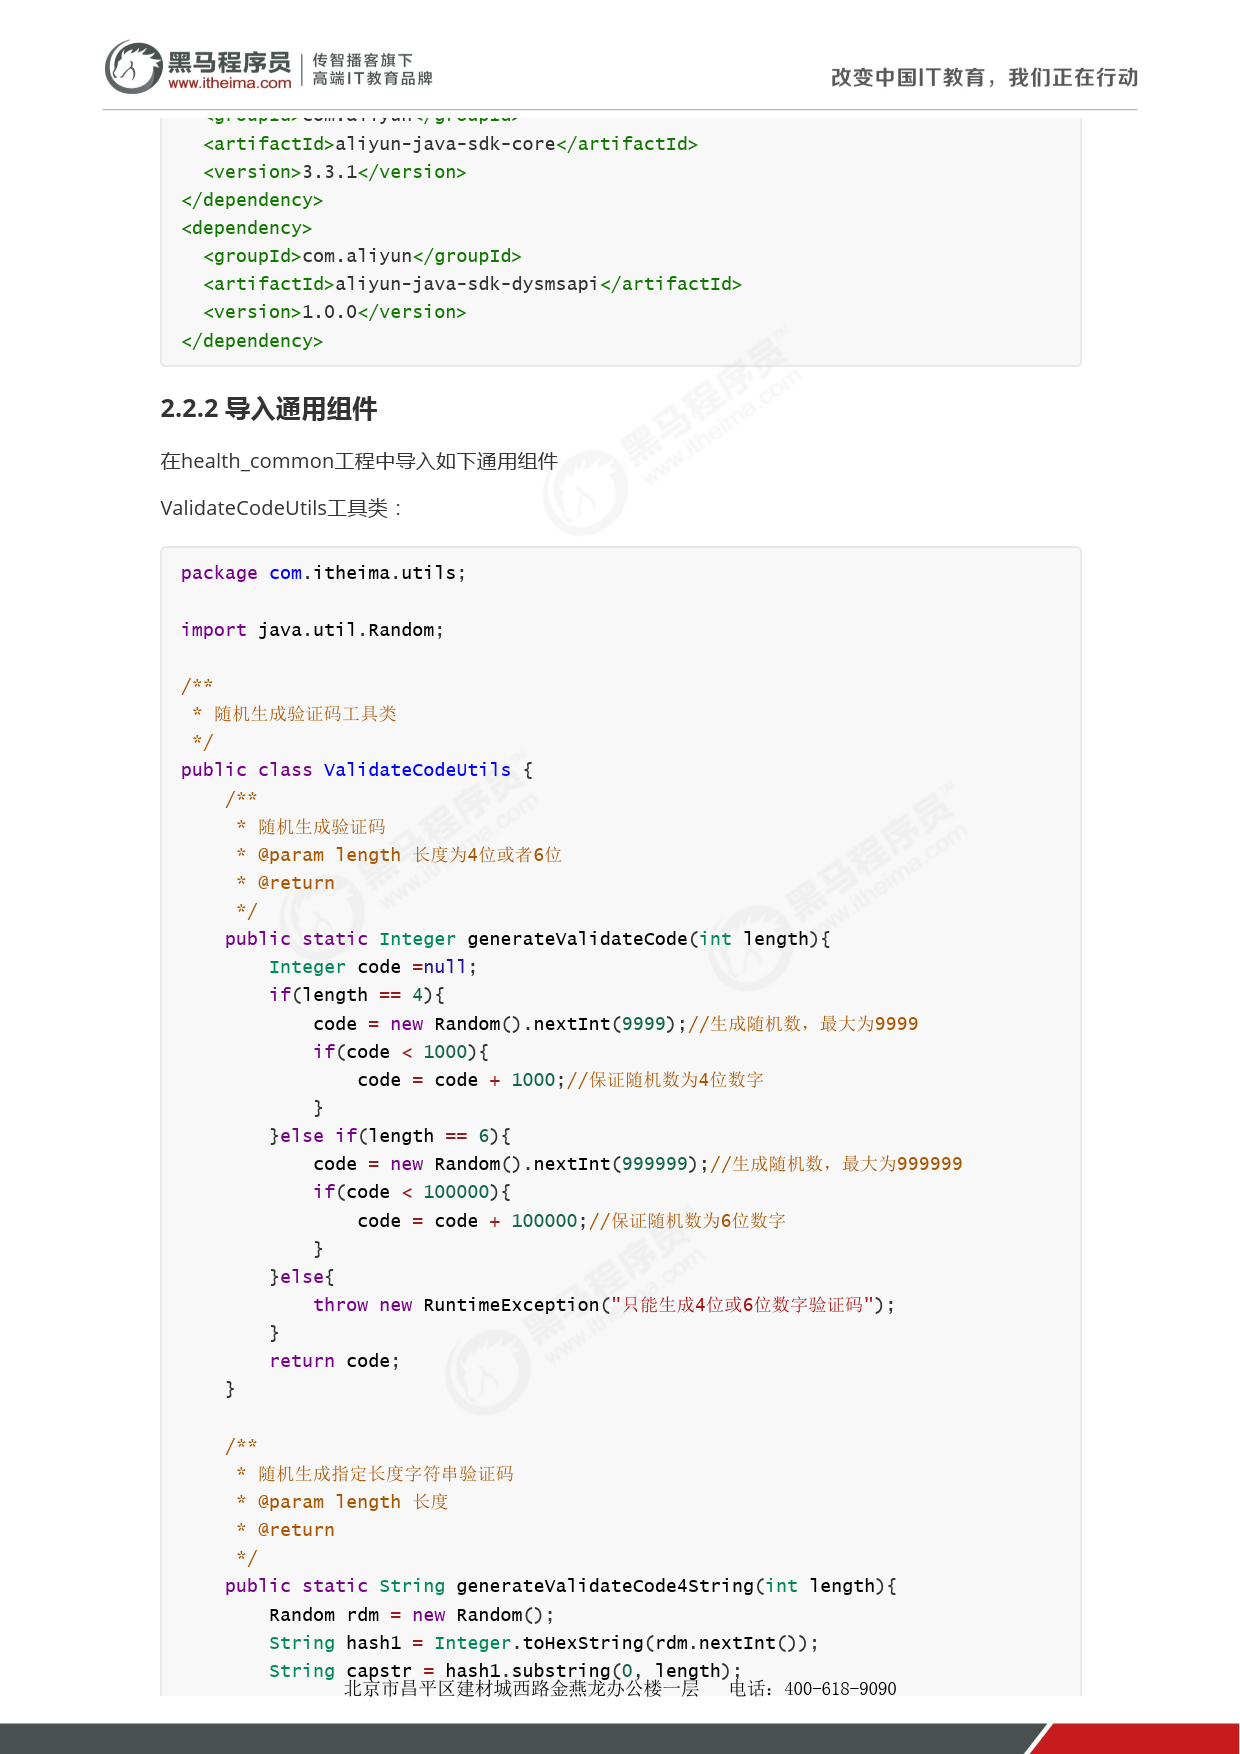 黑马程序员
www.itheima.com
传智播客旗下
高端IT教育品牌
改变中国IT教育，我们正在行动
  <groupId>com.aliyun</groupId>
  <artifactId>aliyun-java-sdk-core</artifactId>
  <version>3.3.1</version>
</dependency>
<dependency>
  <groupId>com.aliyun</groupId>
  <artifactId>aliyun-java-sdk-dysmsapi</artifactId>
  <version>1.0.0</version>
</dependency>
2.2.2 导入通用组件
在health_common工程中导入如下通用组件
ValidateCodeUtils工具类：
package com.itheima.utils;
import java.util.Random;
/**
 * 随机生成验证码工具类
 */
public class ValidateCodeUtils {
    /**
     * 随机生成验证码
     * @param length 长度为4位或者6位
     * @return
     */
    public static Integer generateValidateCode(int length){
        Integer code =null;
        if(length == 4){
            code = new Random().nextInt(9999);//生成随机数，最大为9999
            if(code < 1000){
                code = code + 1000;//保证随机数为4位数字
            }
        }else if(length == 6){
            code = new Random().nextInt(999999);//生成随机数，最大为999999
            if(code < 100000){
                code = code + 100000;//保证随机数为6位数字
            }
        }else{
            throw new RuntimeException("只能生成4位或6位数字验证码");
        }
        return code;
    }
    /**
     * 随机生成指定长度字符串验证码
     * @param length 长度
     * @return
     */
    public static String generateValidateCode4String(int length){
        Random rdm = new Random();
        String hash1 = Integer.toHexString(rdm.nextInt());
        String capstr = hash1.substring(0, length);
北京市昌平区建材城西路金燕龙办公楼一层   电话：400-618-9090